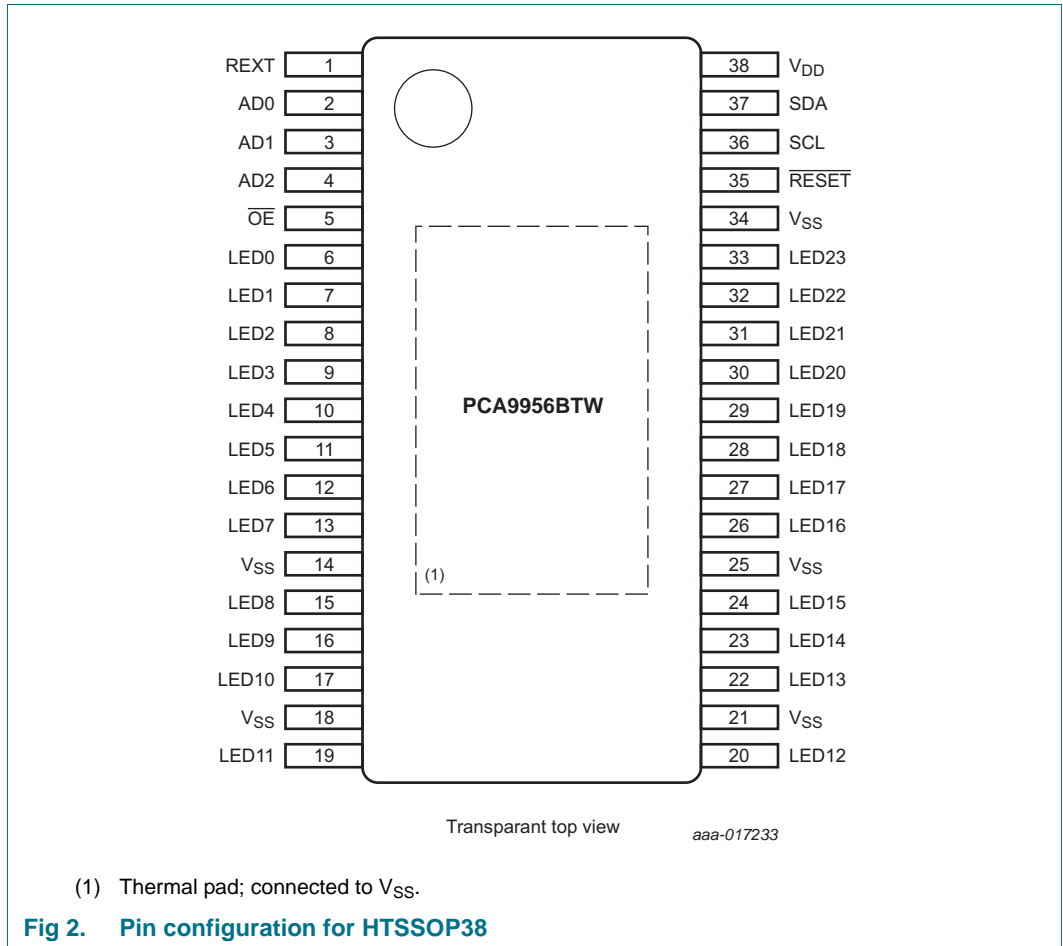 REXT 1 38 VDD
AD0 2 37 SDA
AD1 3 36 SCL
AD2 4 35 RESET
OE 5 34 VSS
LED0 6 33 LED23
LED1 7 32 LED22
LED2 8 31 LED21
LED3 9 30 LED20
LED4 10 PCA9956BTW 29 LED19
LED5 11 28 LED18
LED6 12 27 LED17
LED7 13 26 LED16
VSS 14 (1) 25 VSS
LED8 15 24 LED15
LED9 16 23 LED14
LED10 17 22 LED13
VSS 18 21 VSS
LED11 19 20 LED12
Transparant top view aaa-017233
(1) Thermal pad; connected to VSS.
Fig 2. Pin configuration for HTSSOP38